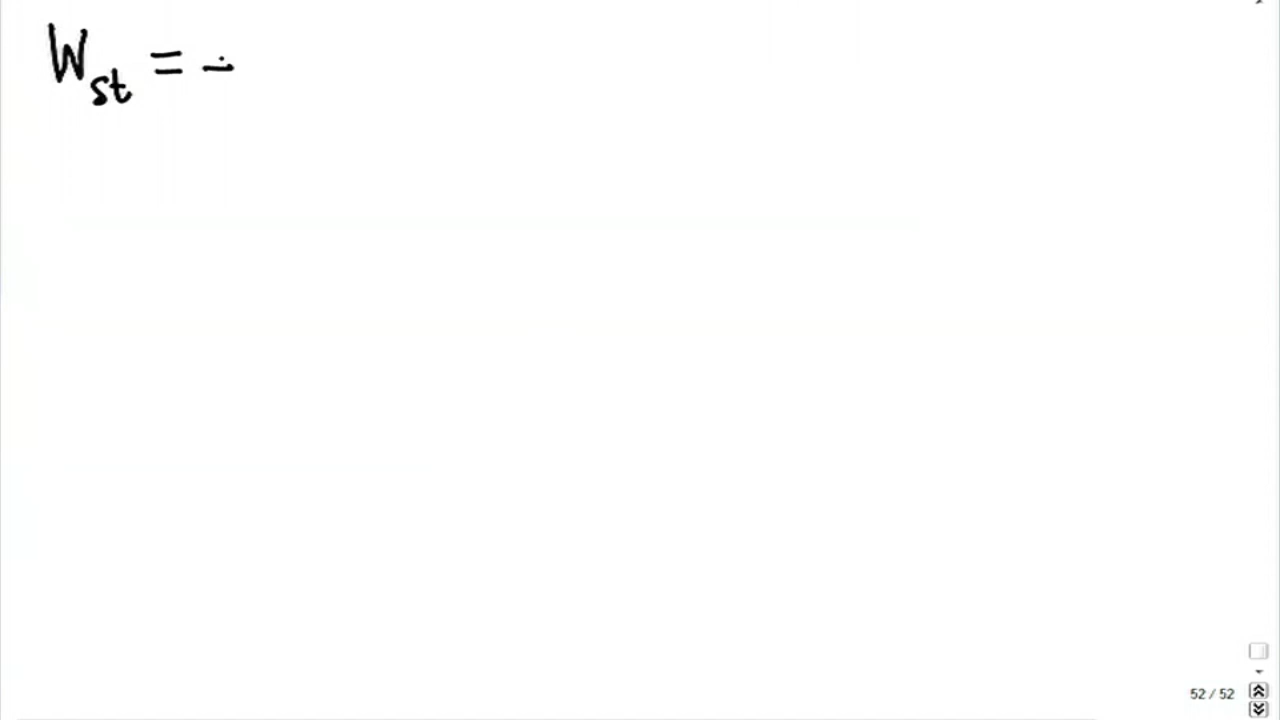 W_st = -
52 / 52